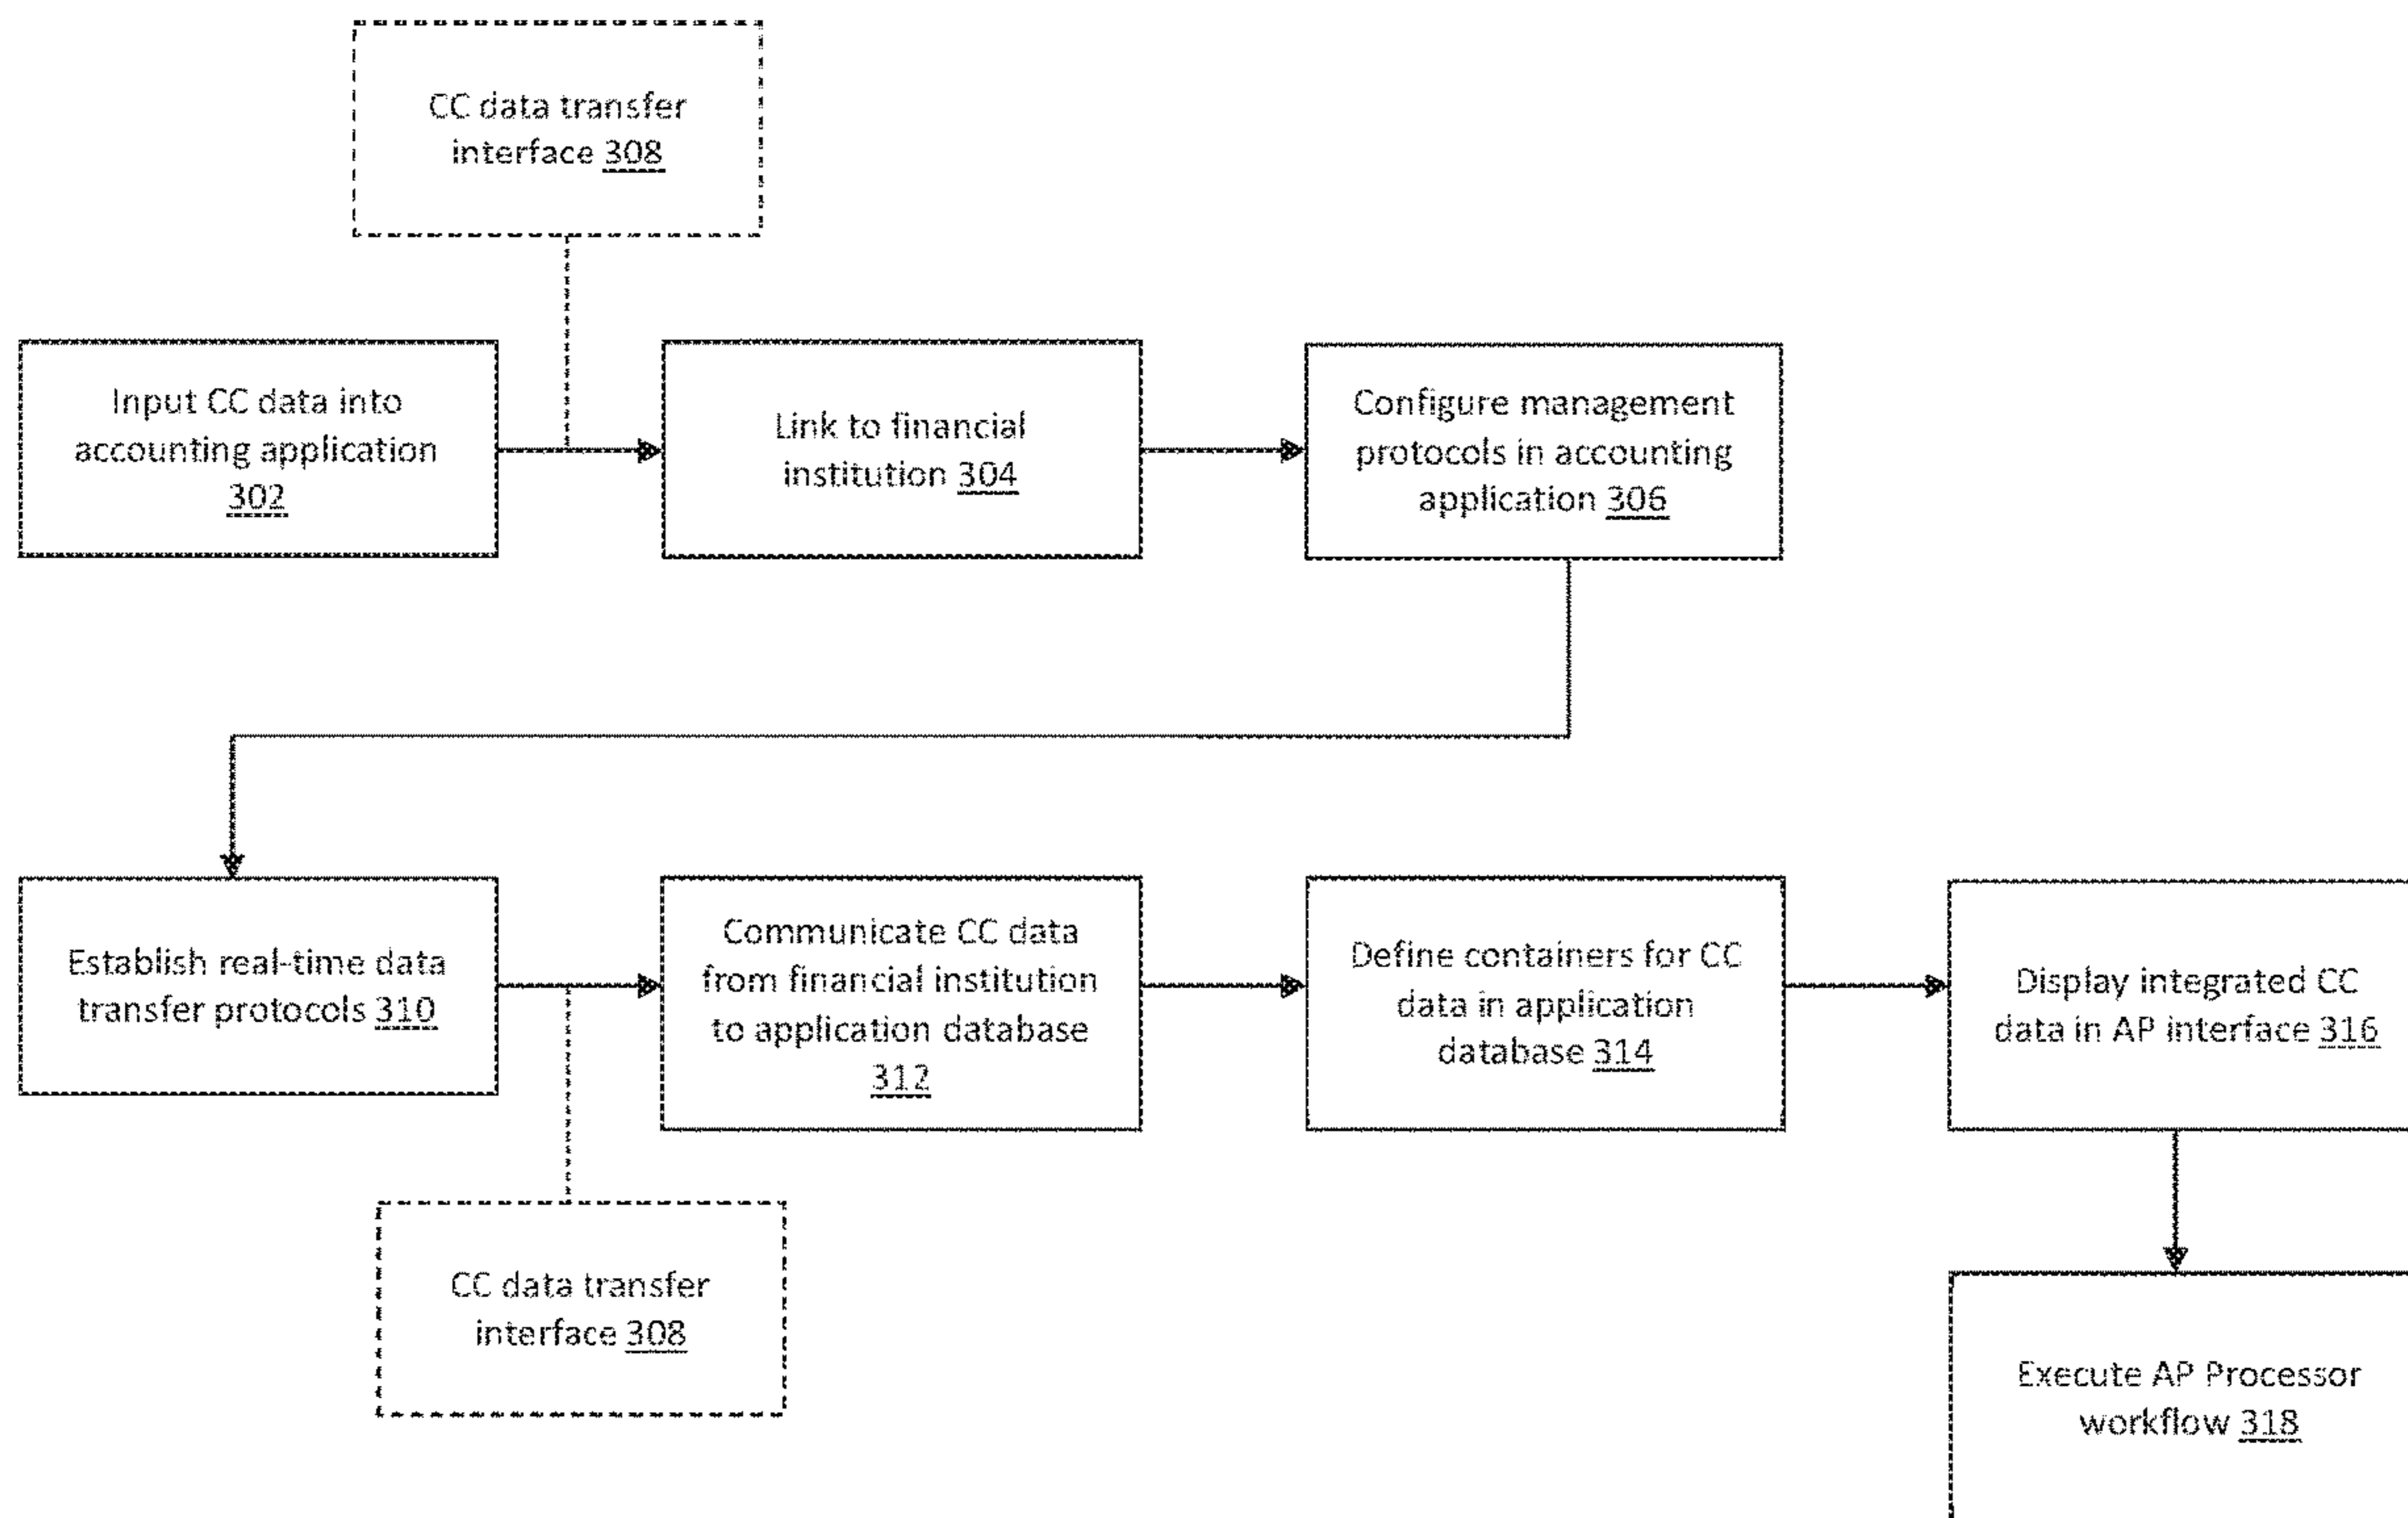 CC data transfer
interface 308
Input CC data into
accounting application
302
Link to financial
institution 304
Configure management
protocols in accounting
application 306
Establish real-time data
transfer protocols 310
Communicate CC data
from financial institution
to application database
312
Define containers for CC
data in application
database 314
Display integrated CC
data in AP interface 316
CC data transfer
interface 308
Execute AP Processor
workflow 318